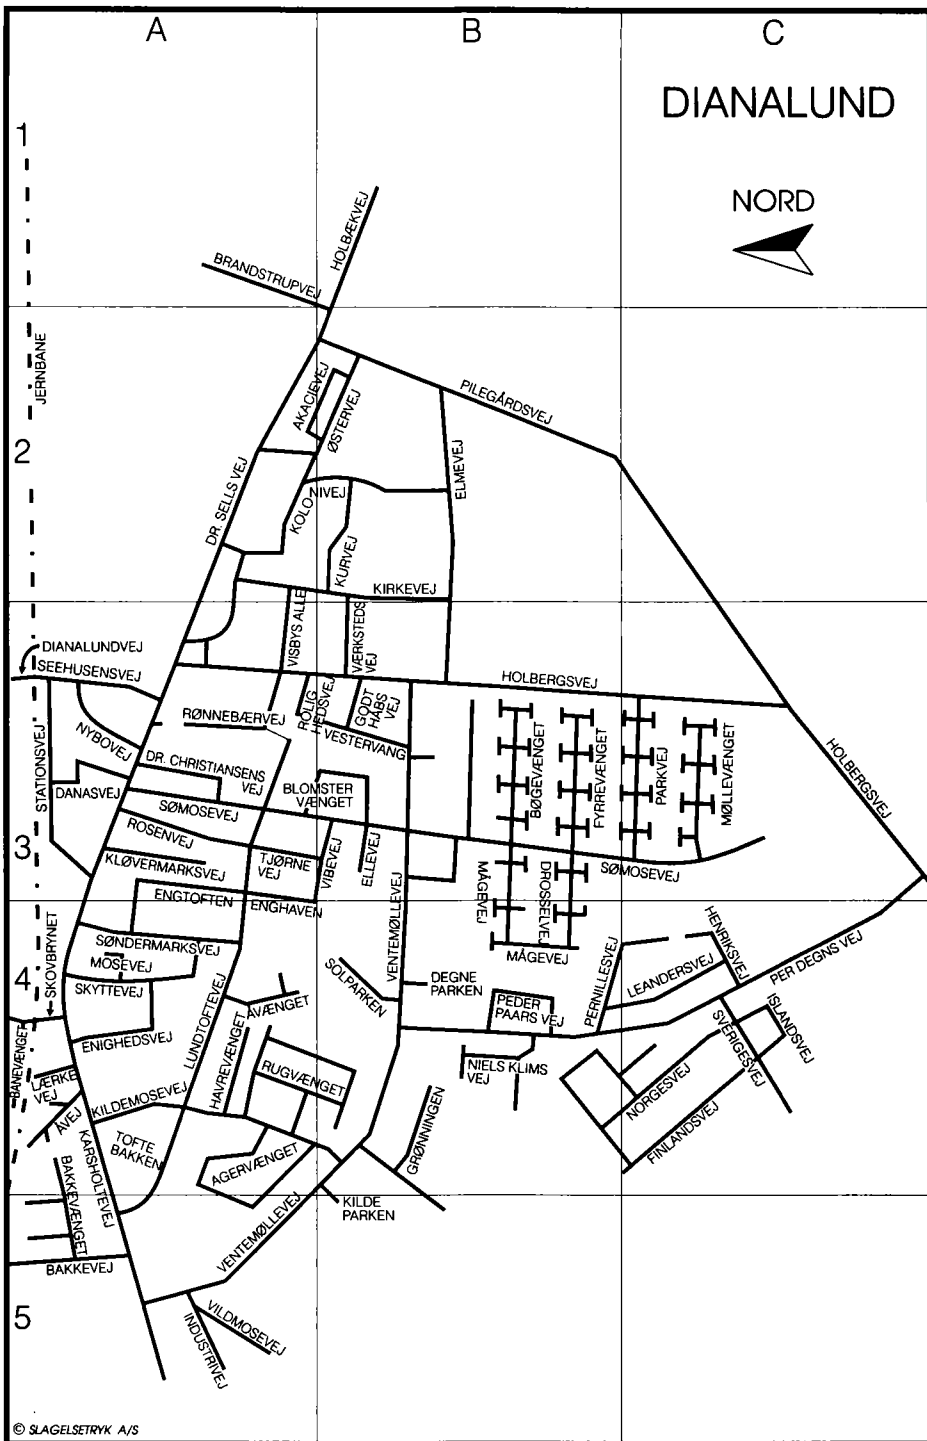 A
B
C
DIANALUND
1
NORD
HOLBÆKVEJ
BRANDSTRUPVEJ
JERNBANE
PILEGÅRDSVEJ
AKACIEVEJ
ØSTERVEJ
2
DR. SELLS VEJ
ELMEVEJ
KOLO
NIVEJ
KURVEJ
KIRKEVEJ
VISBYS ALLE
VÆRKSTEDS
VEJ
DIANALUNDVEJ
SEEHUSENSVEJ
HOLBERGSVEJ
ROLIG
HEDSVEJ
GODT
HÅBS
VEJ
RØNNEBÆRVEJ
VESTERVANG
NYBOVEJ
STATIONSVEJ
DR. CHRISTIANSENS
VEJ
DANASVEJ
BLOMSTER
VÆNGET
BØGEVÆNGET
FYRREVÆNGET
PARKVEJ
MØLLEVÆNGET
HOLBERGSVEJ
SØMOSEVEJ
ROSENVEJ
3
KLØVERMARKSVEJ
TJØRNE
VEJ
VIBEVEJ
ELLEVEJ
SØMOSEVEJ
MÅGEVEJ
DROSSELVEJ
ENGTOFTEN
ENGHAVEN
VENTEMØLLEVEJ
SKOVBRYNET
SØNDERMARKSVEJ
MOSEVEJ
MÅGEVEJ
HENRIKSVEJ
PER DEGNS VEJ
4
SKYTTEVEJ
SOLPARKEN
DEGNE
PARKEN
PERNILLESVEJ
LEANDERSVEJ
LUNDTOFTEVEJ
ÅVÆNGET
PEDER
PAARS VEJ
SVERIGESVEJ
ISLANDSVEJ
ENIGHEDSVEJ
BANEVÆNGET
HAVREVÆNGET
RUGVÆNGET
NIELS KLIMS
VEJ
LÆRKE
VEJ
KILDEMOSEVEJ
NORGESVEJ
FINLANDSVEJ
ÅVEJ
TOFTE
BAKKEN
GRØNNINGEN
KARSHOLTEVEJ
AGERVÆNGET
BAKKEVÆNGET
KILDE
PARKEN
VENTEMØLLEVEJ
BAKKEVEJ
5
VILDMOSEVEJ
INDUSTRIVEJ
© SLAGELSETRYK A/S